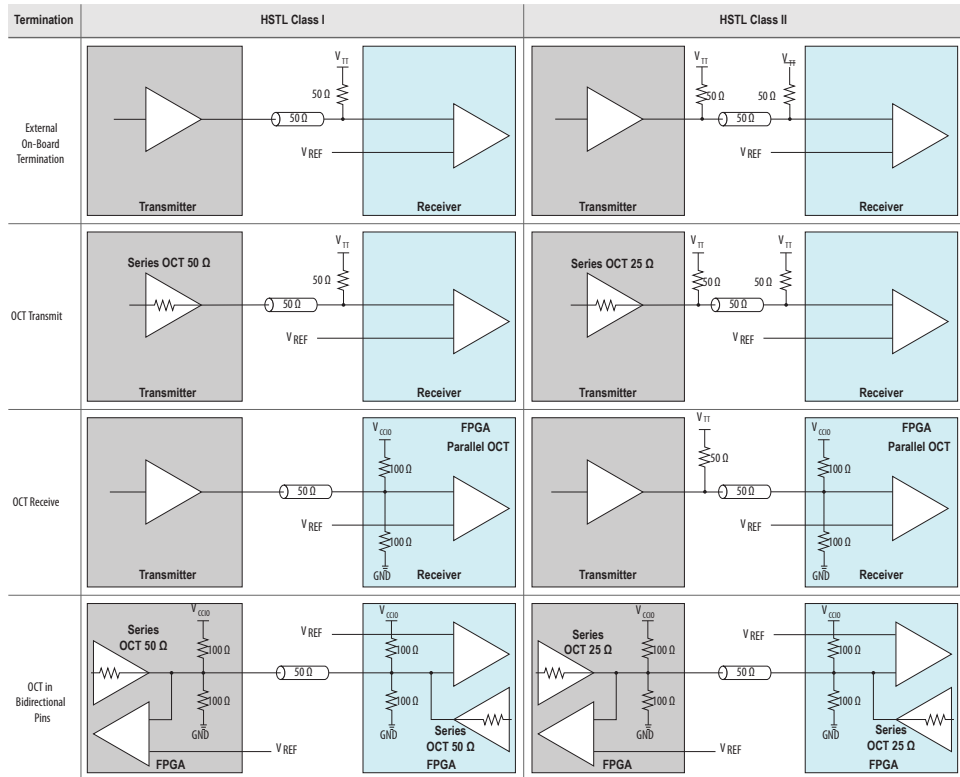 Termination
HSTL Class I
HSTL Class II
External
On-Board
Termination
V TT
50 Ω
50 Ω
V REF
Transmitter
Receiver
V TT
50 Ω
50 Ω
V TT
50 Ω
V REF
Transmitter
Receiver
OCT Transmit
Series OCT 50 Ω
V TT
50 Ω
50 Ω
V REF
Transmitter
Receiver
Series OCT 25 Ω
V TT
50 Ω
50 Ω
V TT
50 Ω
V REF
Transmitter
Receiver
OCT Receive
50 Ω
V REF
V CCIO
FPGA
Parallel OCT
100 Ω
100 Ω
GND
Transmitter
Receiver
V TT
50 Ω
50 Ω
V REF
V CCIO
FPGA
Parallel OCT
100 Ω
100 Ω
GND
Transmitter
Receiver
OCT in
Bidirectional
Pins
Series
OCT 50 Ω
V CCIO
100 Ω
100 Ω
GND
FPGA
50 Ω
V REF
V REF
V CCIO
100 Ω
100 Ω
GND
Series
OCT 50 Ω
FPGA
Series
OCT 25 Ω
V CCIO
100 Ω
100 Ω
GND
FPGA
50 Ω
V REF
V REF
V CCIO
100 Ω
100 Ω
GND
Series
OCT 25 Ω
FPGA